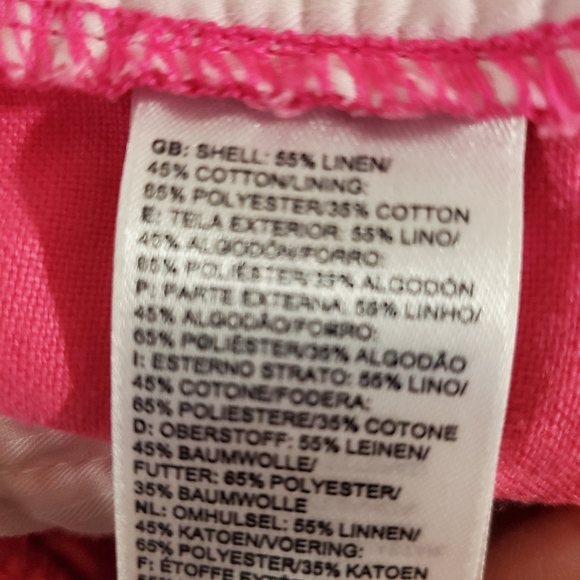 GB: SHELL: 55% LINEN/
45% COTTON/LINING:
65% POLYESTER/35% COTTON
E: TELA EXTERIOR: 55% LINO/
45% ALGODÓN/FORRO:
65% POLIÉSTER/35% ALGODÓN
P: PARTE EXTERNA: 55% LINHO/
45% ALGODÃO/FORRO:
65% POLIÉSTER/35% ALGODÃO
I: ESTERNO STRATO: 55% LINO/
45% COTONE/FODERA:
65% POLIESTERE/35% COTONE
D: OBERSTOFF: 55% LEINEN/
45% BAUMWOLLE/
FUTTER: 65% POLYESTER/
35% BAUMWOLLE
NL: OMHULSEL: 55% LINNEN/
45% KATOEN/VOERING:
65% POLYESTER/35% KATOEN
F: ÉTOFFE